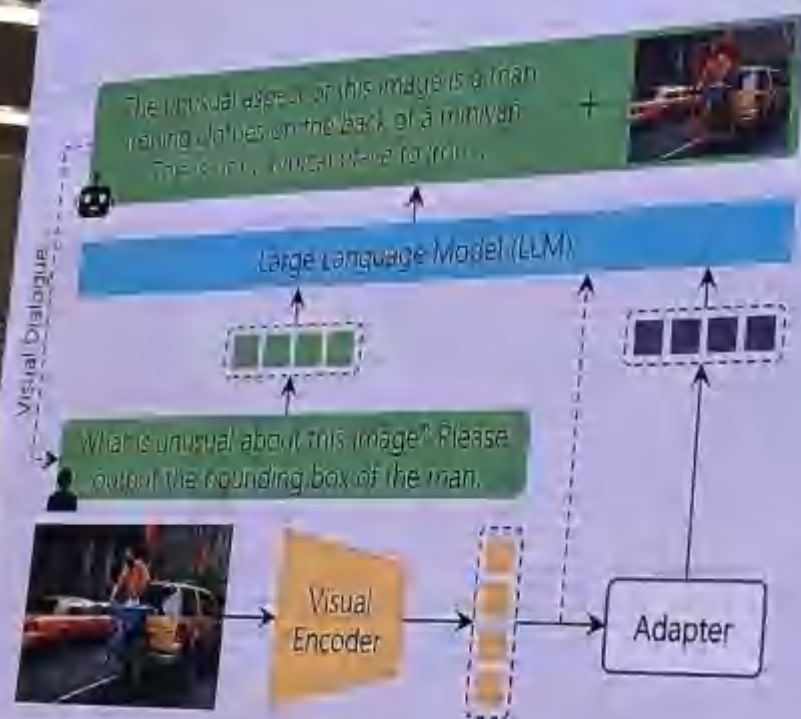 The unusual aspect of this image is a man
ironing clothes on the back of a minivan.
This is
+
Large Language Model (LLM)
Visual Dialogue
What is unusual about this image? Please
output the bounding box of the man.
Visual
Encoder
Adapter